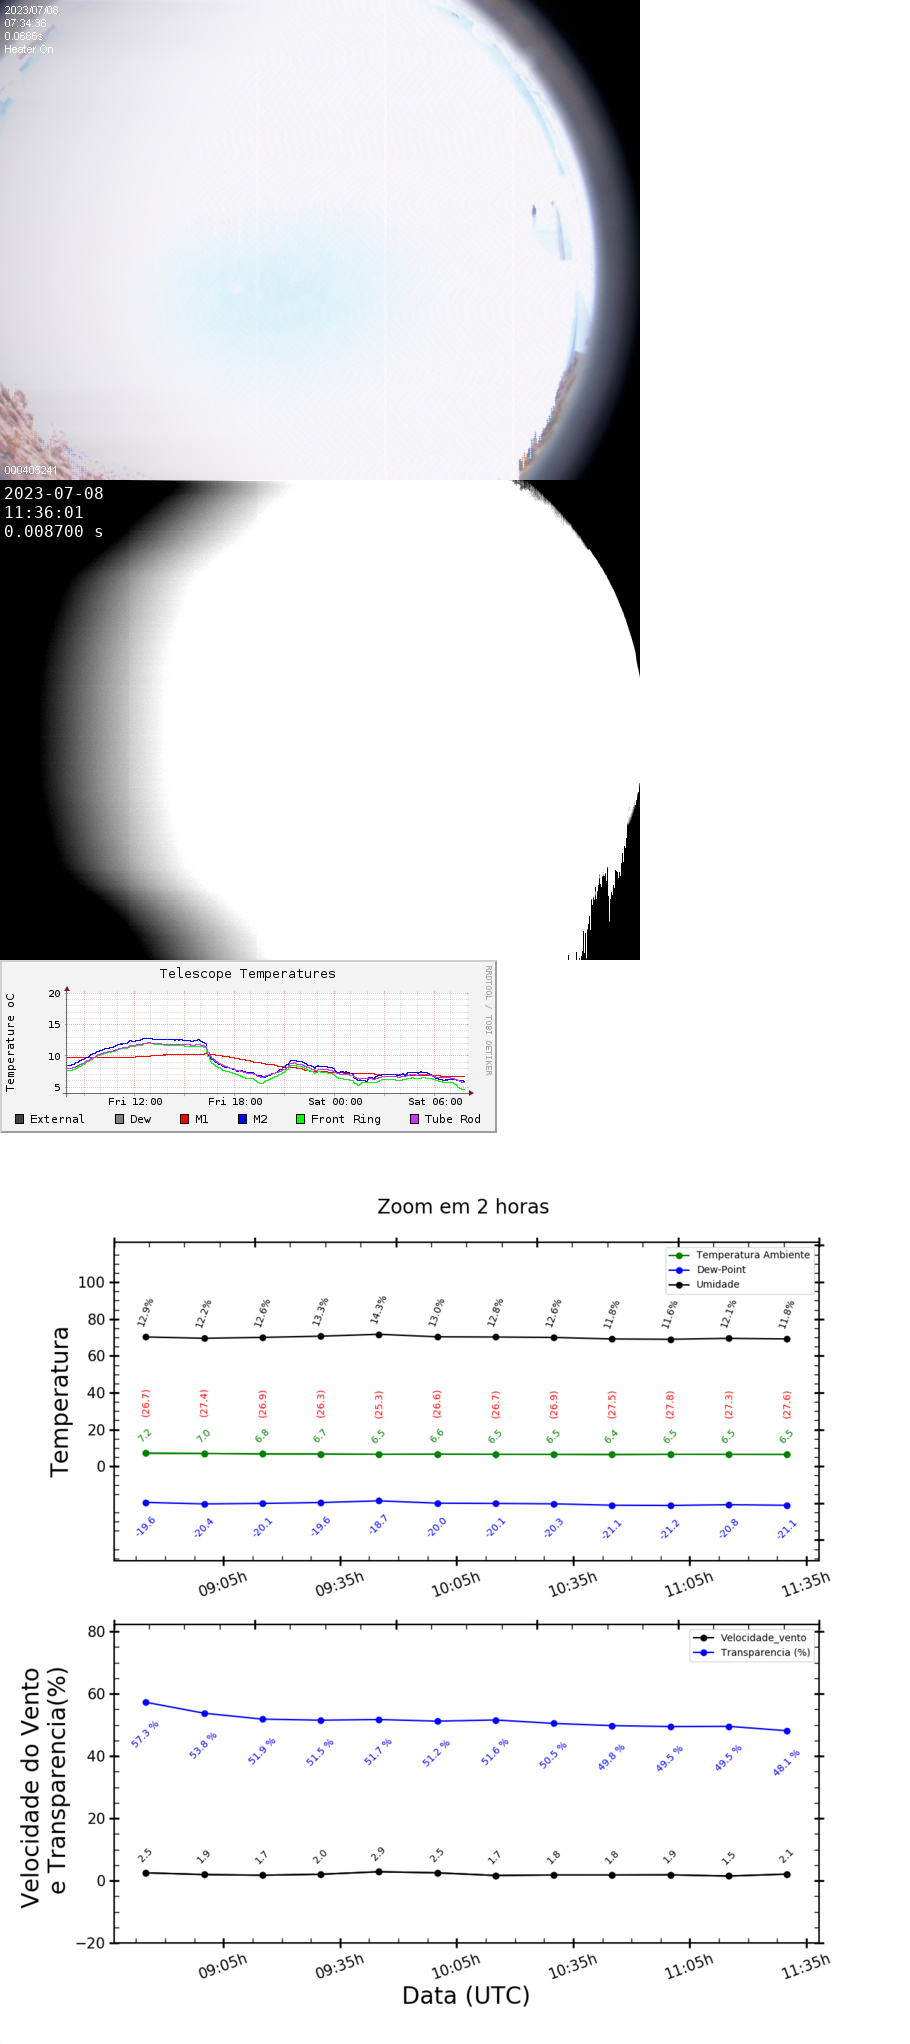 2023/07/08
07:34:38
0.0686s
Heater On
000405241
2023-07-08
11:36:01
0.008700 s
Telescope Temperatures
RRDTOOL / TOBI OETIKER
Temperature oC
20
15
10
5
Fri 12:00 Fri 18:00 Sat 00:00 Sat 06:00
External Dew M1 M2 Front Ring Tube Rod
Zoom em 2 horas
Temperatura
100
80
60
40
20
0
Temperatura Ambiente
Dew-Point
Umidade
12.9% 12.2% 12.6% 13.3% 14.3% 13.0% 12.8% 12.6% 11.8% 11.6% 12.1% 11.8%
(26.7) (27.4) (26.9) (26.3) (25.3) (26.6) (26.7) (26.9) (27.5) (27.8) (27.3) (27.6)
7.2 7.0 6.8 6.7 6.5 6.6 6.5 6.5 6.4 6.5 6.5 6.5
-19.6 -20.4 -20.1 -19.6 -18.7 -20.0 -20.1 -20.3 -21.1 -21.2 -20.8 -21.1
09:05h 09:35h 10:05h 10:35h 11:05h 11:35h
Velocidade do Vento
e Transparencia(%)
80
60
40
20
0
−20
Velocidade_vento
Transparencia (%)
57.3 % 53.8 % 51.9 % 51.5 % 51.7 % 51.2 % 51.6 % 50.5 % 49.8 % 49.5 % 49.5 % 48.1 %
2.5 1.9 1.7 2.0 2.9 2.5 1.7 1.8 1.8 1.9 1.5 2.1
09:05h 09:35h 10:05h 10:35h 11:05h 11:35h
Data (UTC)